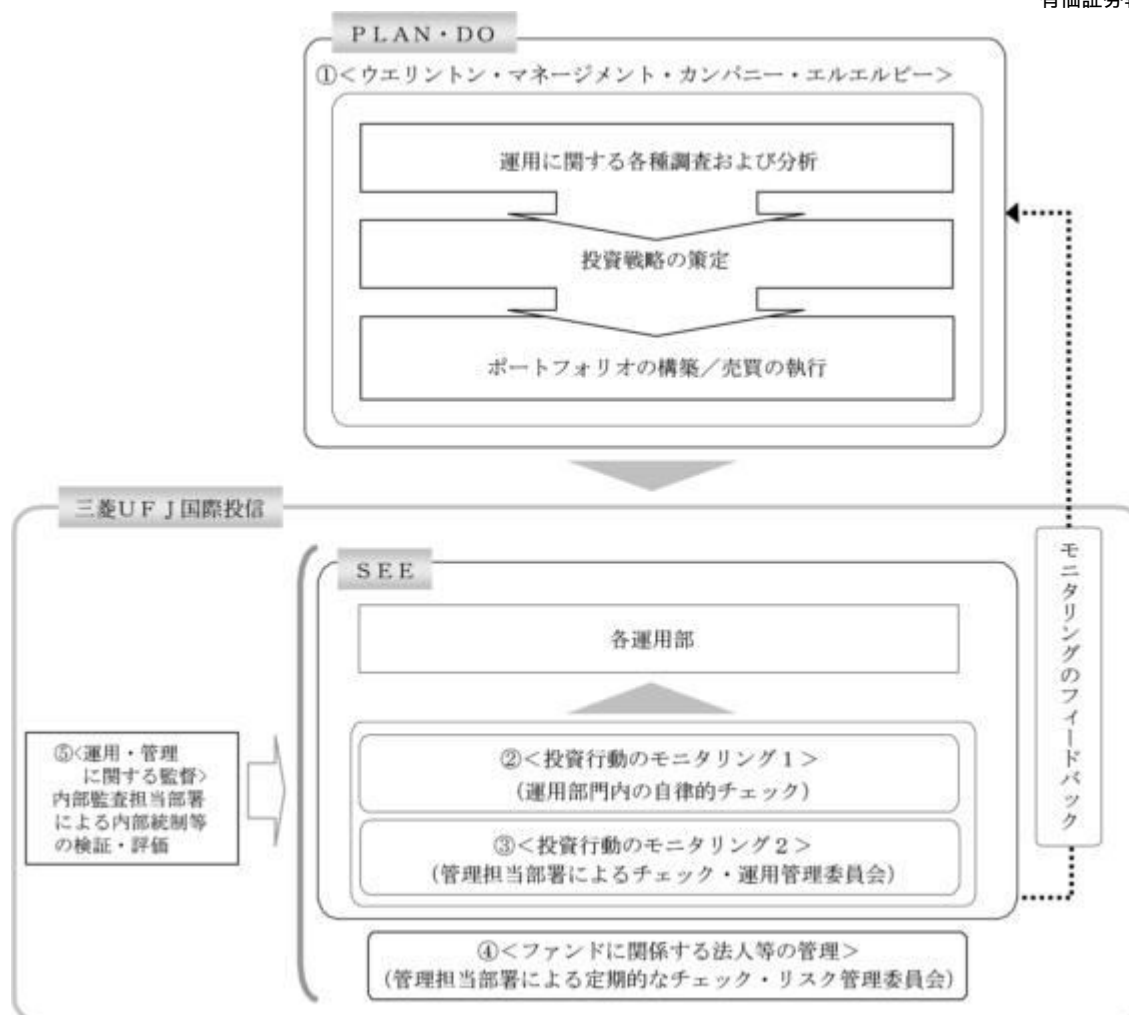 PLAN・DO
①<ウエリントン・マネージメント・カンパニー・エルエルピー>
運用に関する各種調査および分析
投資戦略の策定
ポートフォリオの構築／売買の執行
三菱UFJ国際投信
SEE
各運用部
②<投資行動のモニタリング1>
(運用部門内の自律的チェック)
③<投資行動のモニタリング2>
(管理担当部署によるチェック・運用管理委員会)
④<ファンドに関係する法人等の管理>
(管理担当部署による定期的なチェック・リスク管理委員会)
⑤<運用・管理
に関する監督>
内部監査担当部署
による内部統制等
の検証・評価
モニタリングのフィードバック